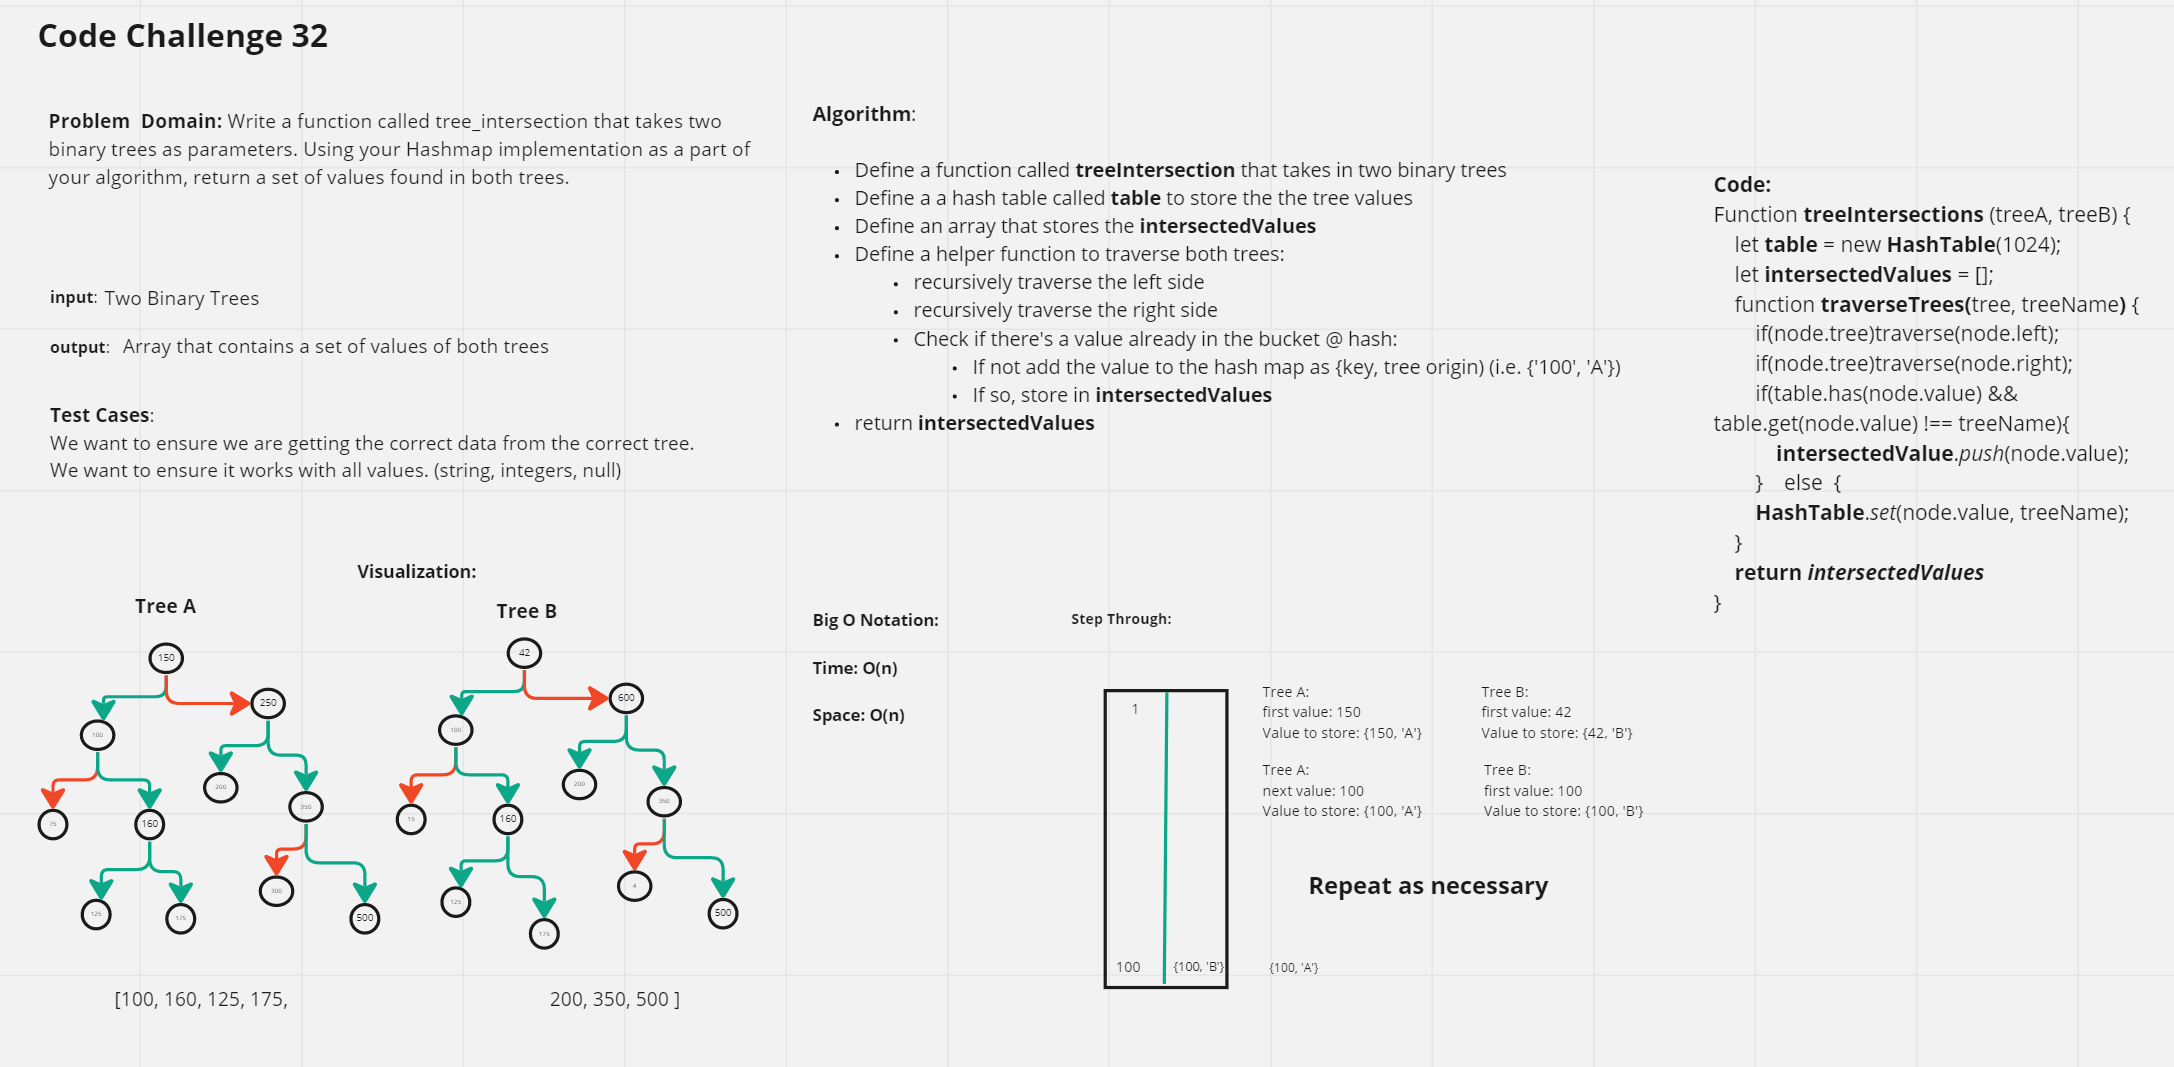 Code Challenge 32
Problem Domain: Write a function called tree_intersection that takes two
binary trees as parameters. Using your Hashmap implementation as a part of
your algorithm, return a set of values found in both trees.
input: Two Binary Trees
output: Array that contains a set of values of both trees
Test Cases:
We want to ensure we are getting the correct data from the correct tree.
We want to ensure it works with all values. (string, integers, null)
Algorithm:
• Define a function called treeIntersection that takes in two binary trees
• Define a a hash table called table to store the the tree values
• Define an array that stores the intersectedValues
• Define a helper function to traverse both trees:
• recursively traverse the left side
• recursively traverse the right side
• Check if there's a value already in the bucket @ hash:
• If not add the value to the hash map as {key, tree origin) (i.e. {'100', 'A'})
• If so, store in intersectedValues
• return intersectedValues
Code:
Function treeIntersections (treeA, treeB) {
let table = new HashTable(1024);
let intersectedValues = [];
function traverseTrees(tree, treeName) {
if(node.tree)traverse(node.left);
if(node.tree)traverse(node.right);
if(table.has(node.value) &&
table.get(node.value) !== treeName){
intersectedValue.push(node.value);
} else {
HashTable.set(node.value, treeName);
}
return intersectedValues
}
Visualization:
Tree A
150
250
100
200
350
75
160
300
125
175
500
Tree B
42
600
100
200
350
15
160
4
125
500
175
[100, 160, 125, 175,
200, 350, 500 ]
Big O Notation:
Time: O(n)
Space: O(n)
Step Through:
1
100
{100, 'B'}
{100, 'A'}
Tree A:
first value: 150
Value to store: {150, 'A'}
Tree B:
first value: 42
Value to store: {42, 'B'}
Tree A:
next value: 100
Value to store: {100, 'A'}
Tree B:
first value: 100
Value to store: {100, 'B'}
Repeat as necessary